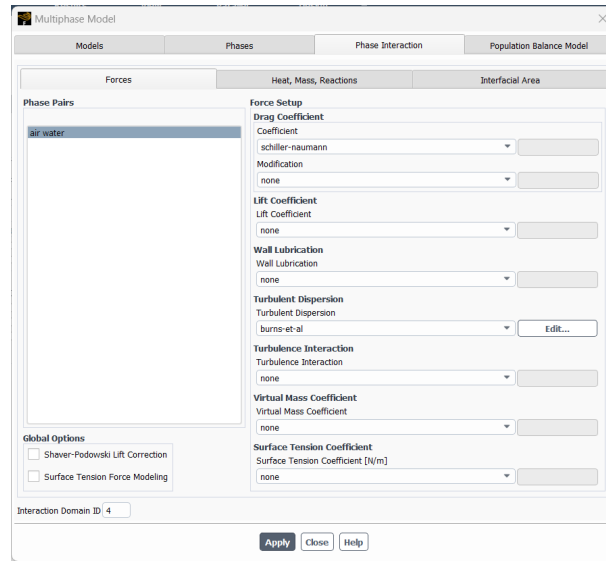 Multiphase Model
Models
Phases
Phase Interaction
Population Balance Model
Forces
Heat, Mass, Reactions
Interfacial Area
Phase Pairs
air water
Global Options
Shaver-Podowski Lift Correction
Surface Tension Force Modeling
Force Setup
Drag Coefficient
Coefficient
schiller-naumann
Modification
none
Lift Coefficient
Lift Coefficient
none
Wall Lubrication
Wall Lubrication
none
Turbulent Dispersion
Turbulent Dispersion
burns-et-al
Edit...
Turbulence Interaction
Turbulence Interaction
none
Virtual Mass Coefficient
Virtual Mass Coefficient
none
Surface Tension Coefficient
Surface Tension Coefficient [N/m]
none
Interaction Domain ID 4
Apply Close Help